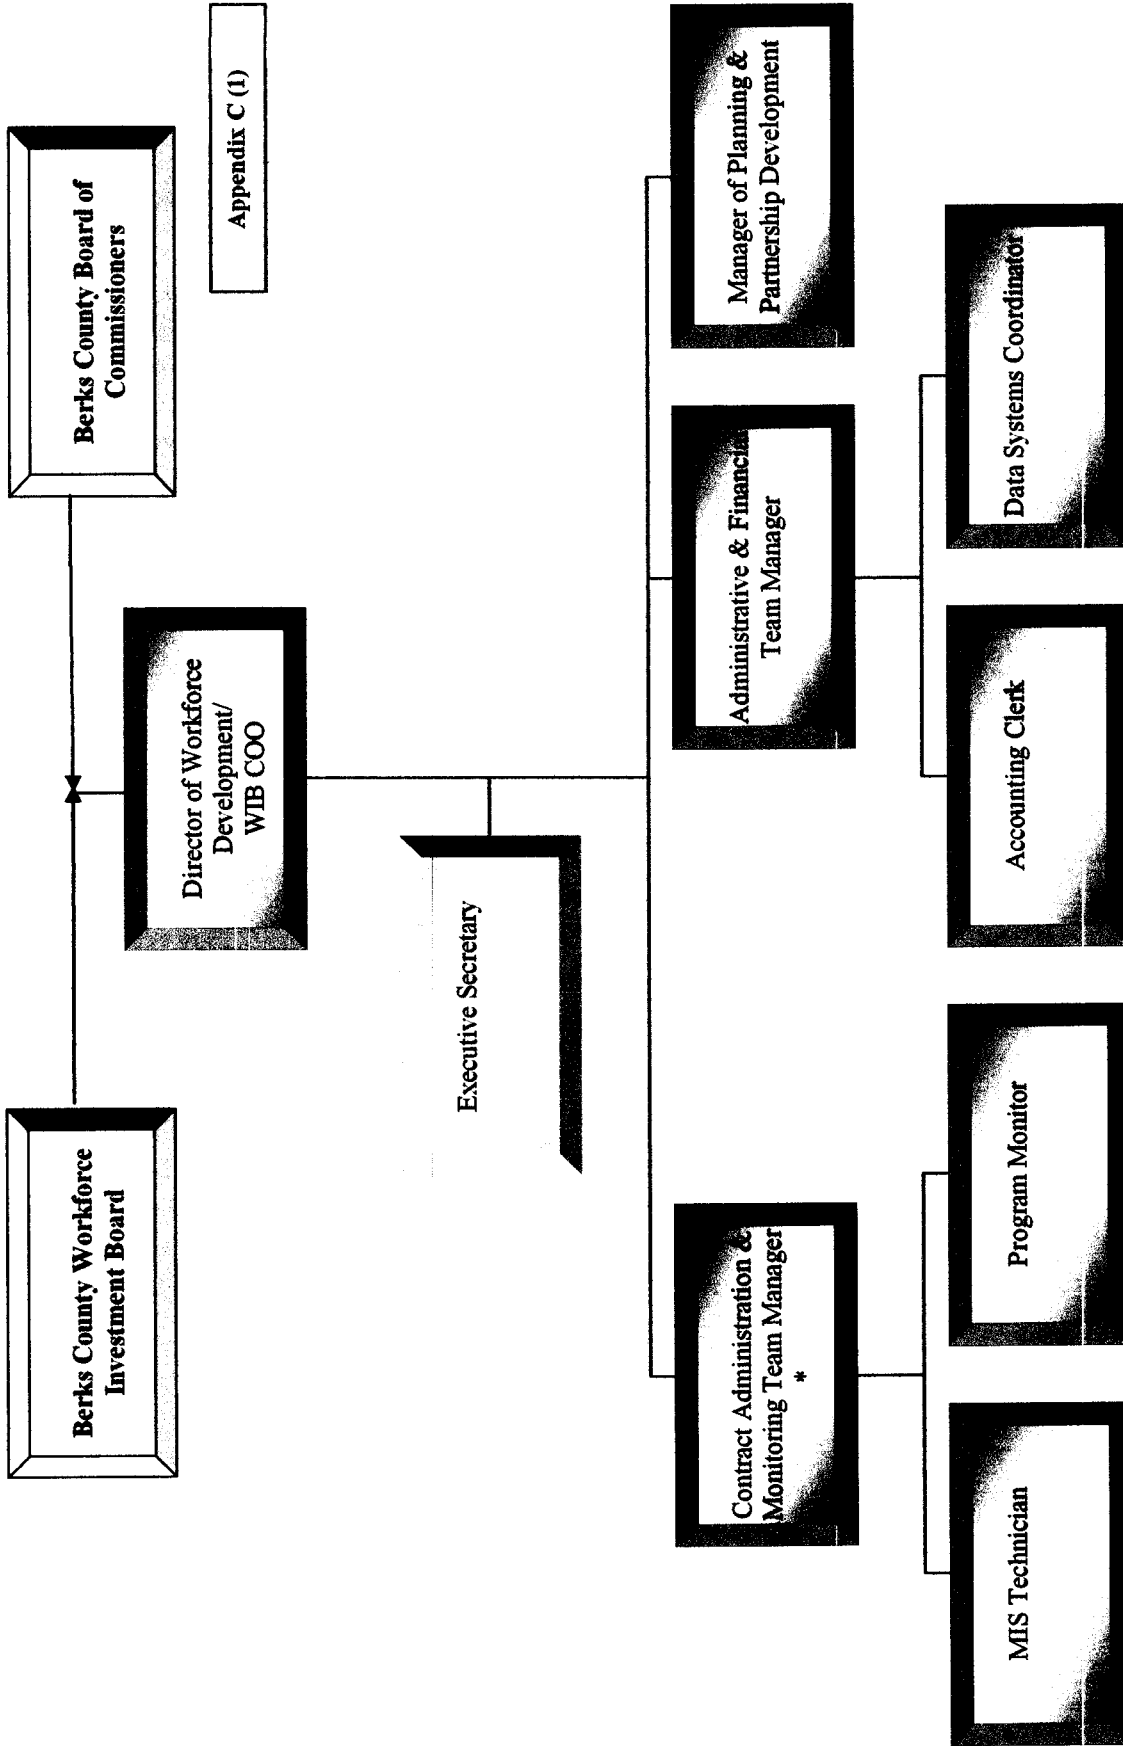 Berks County Workforce
Investment Board
Berks County Board of
Commissioners
Appendix C (1)
Director of Workforce
Development/
WIB COO
Executive Secretary
Contract Administration &
Monitoring Team Manager
*
Administrative & Financial
Team Manager
Manager of Planning &
Partnership Development
MIS Technician
Program Monitor
Accounting Clerk
Data Systems Coordinator